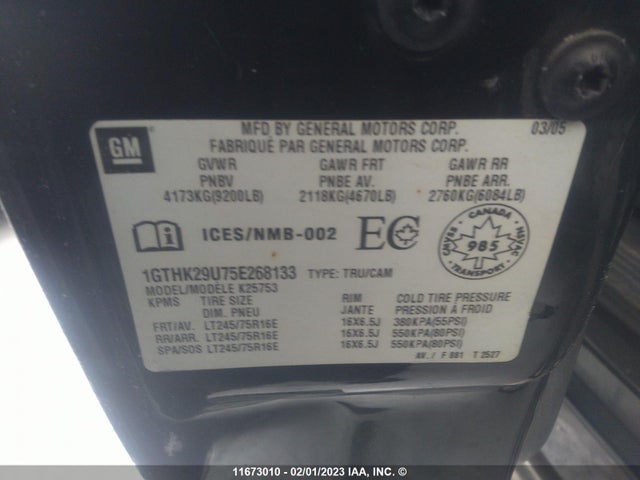 GM
MFD BY GENERAL MOTORS CORP. 03/05
FABRIQUÉ PAR GENERAL MOTORS CORP.
GVWR GAWR FRT GAWR RR
PNBV PNBE AV. PNBE ARR.
4173KG(9200LB) 2118KG(4670LB) 2760KG(6084LB)
ICES/NMB-002 EC
CANADA
985
1GTHK29U75E268133 TYPE: TRU/CAM
MODEL/MODÈLE K25753
KPMS TIRE SIZE RIM COLD TIRE PRESSURE
DIM. PNEU JANTE PRESSION A FROID
FRT/AV. LT245/75R16E 16X6.5J 380KPA(55PSI)
RR/ARR. LT245/75R16E 16X6.5J 550KPA(80PSI)
SPA/SOS LT245/75R16E 16X6.5J 550KPA(80PSI)
AV. / F 881 T 2527
11673010 - 02/01/2023 IAA, INC. ©